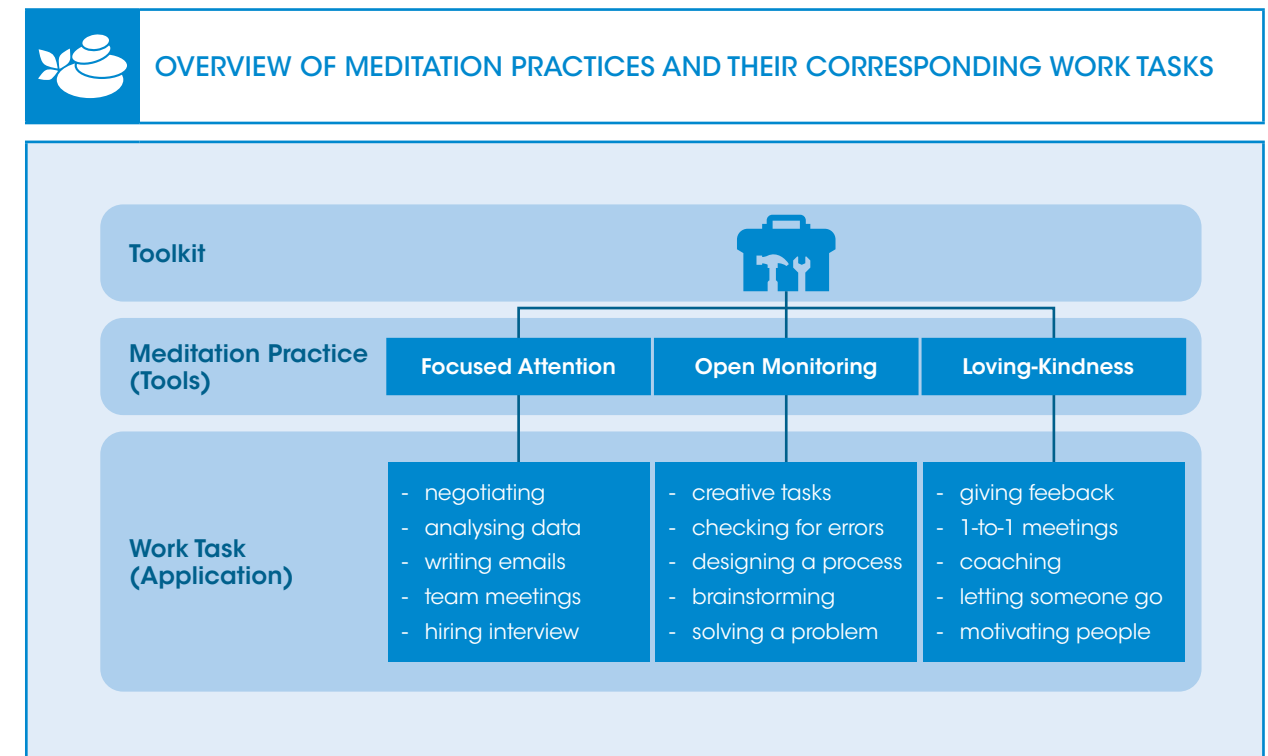 OVERVIEW OF MEDITATION PRACTICES AND THEIR CORRESPONDING WORK TASKS
Toolkit
Meditation Practice
(Tools)
Focused Attention
Open Monitoring
Loving-Kindness
Work Task
(Application)
- negotiating
- analysing data
- writing emails
- team meetings
- hiring interview
- creative tasks
- checking for errors
- designing a process
- brainstorming
- solving a problem
- giving feeback
- 1-to-1 meetings
- coaching
- letting someone go
- motivating people